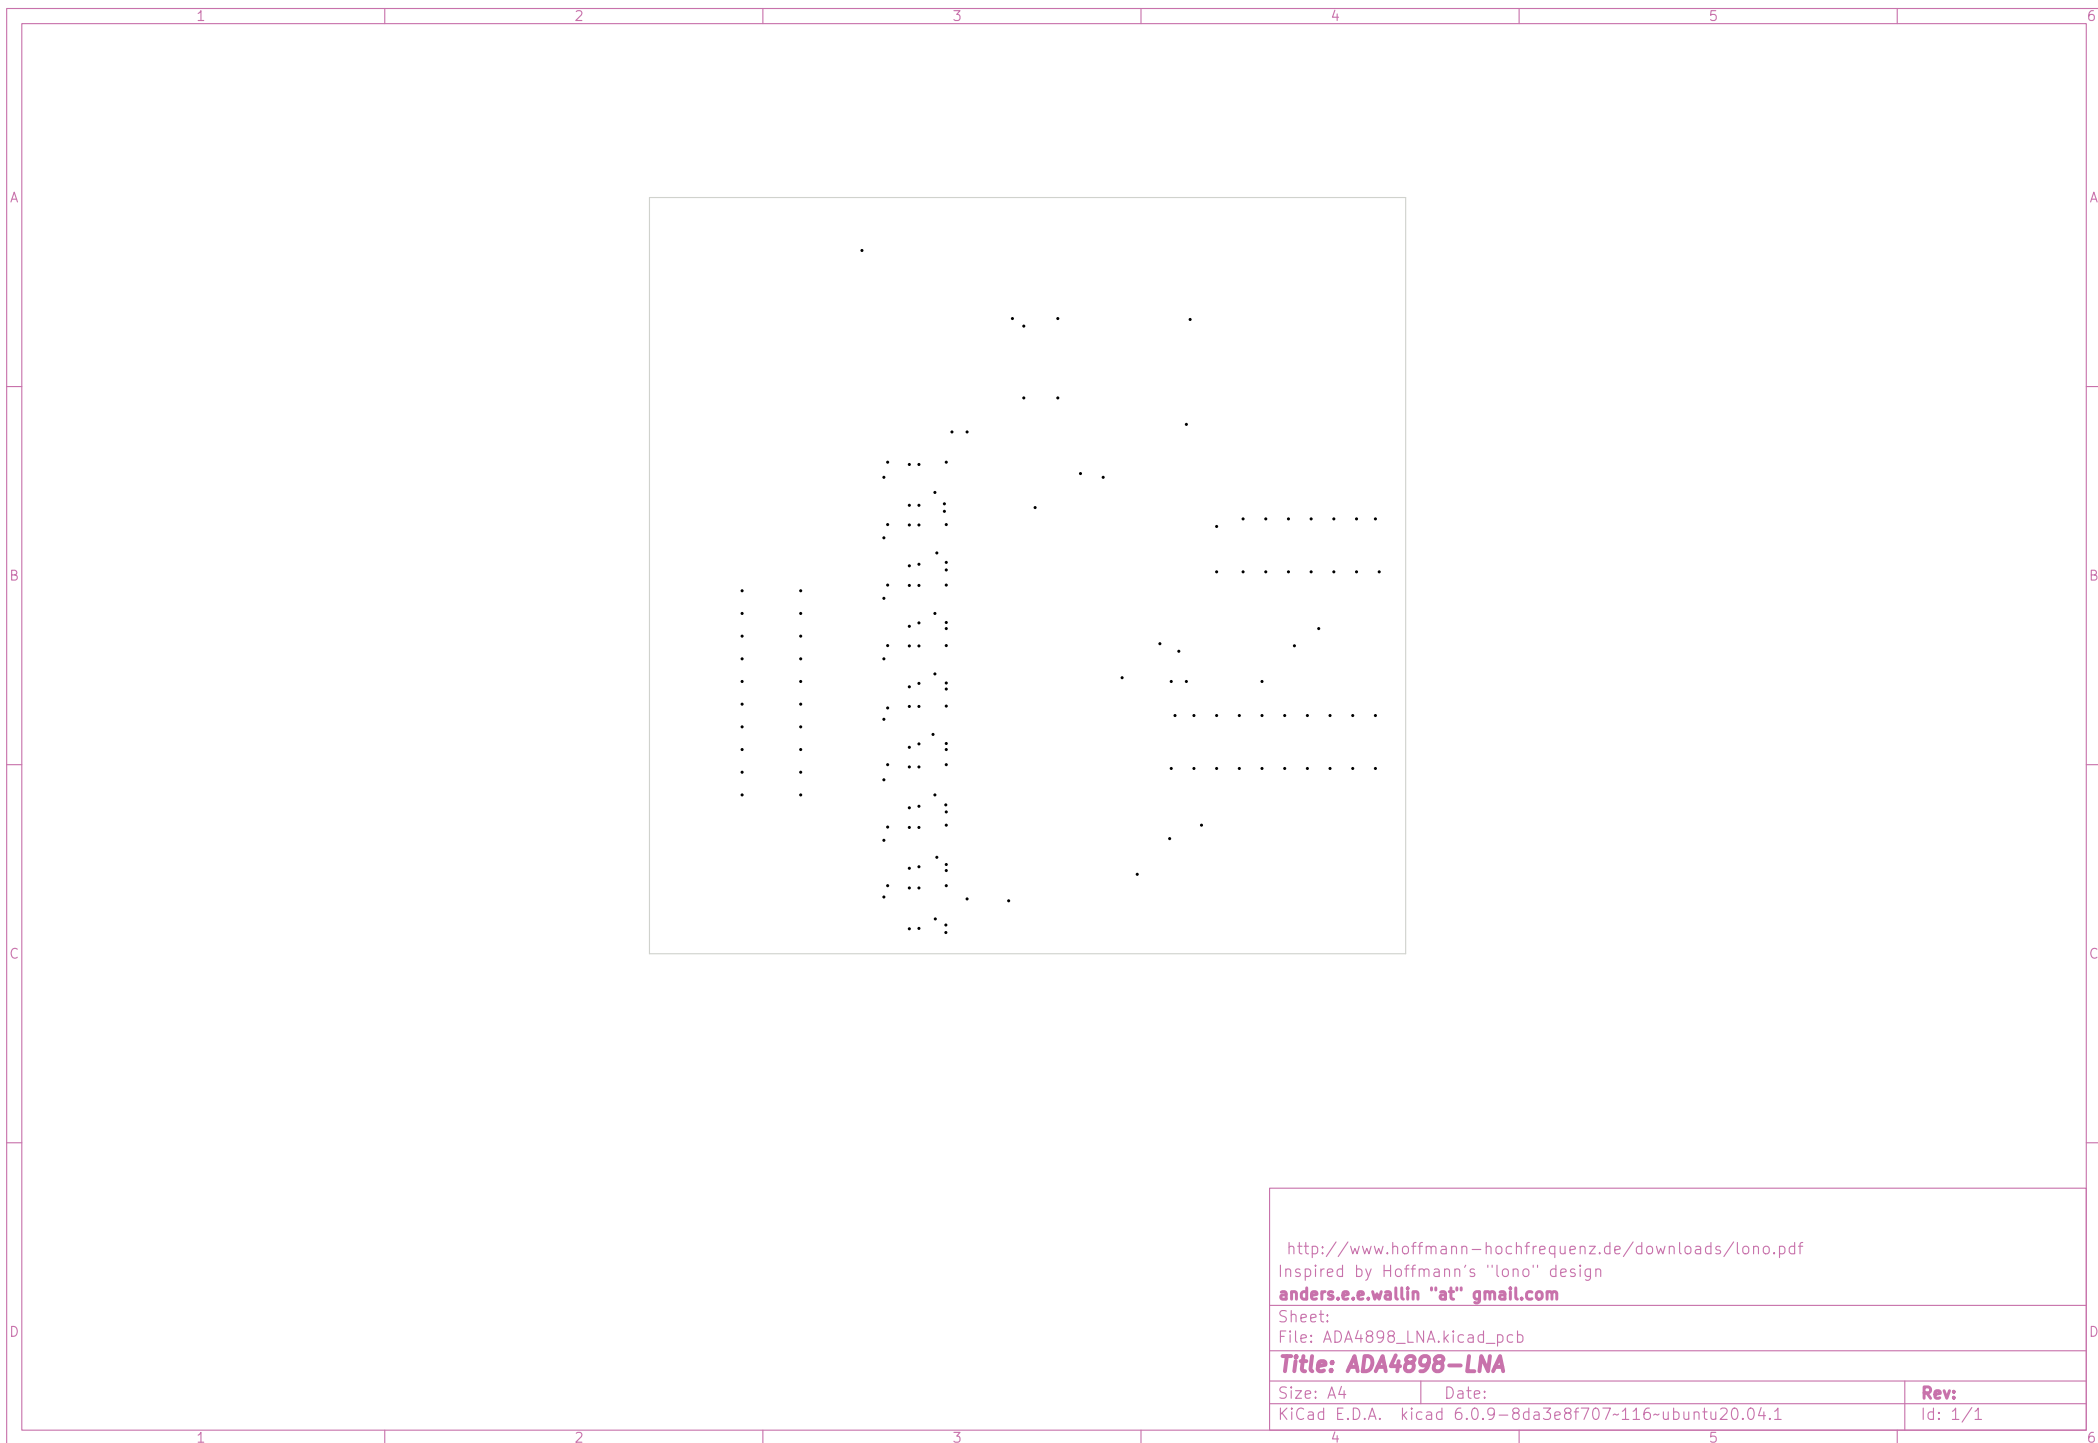 1 2 3 4 5 6
A A
B B
C C
D D
http://www.hoffmann-hochfrequenz.de/downloads/lono.pdf
Inspired by Hoffmann's "lono" design
anders.e.e.wallin "at" gmail.com
Sheet:
File: ADA4898_LNA.kicad_pcb
Title: ADA4898-LNA
Size: A4 Date: Rev:
KiCad E.D.A. kicad 6.0.9-8da3e8f707~116~ubuntu20.04.1 Id: 1/1
1 2 3 4 5 6